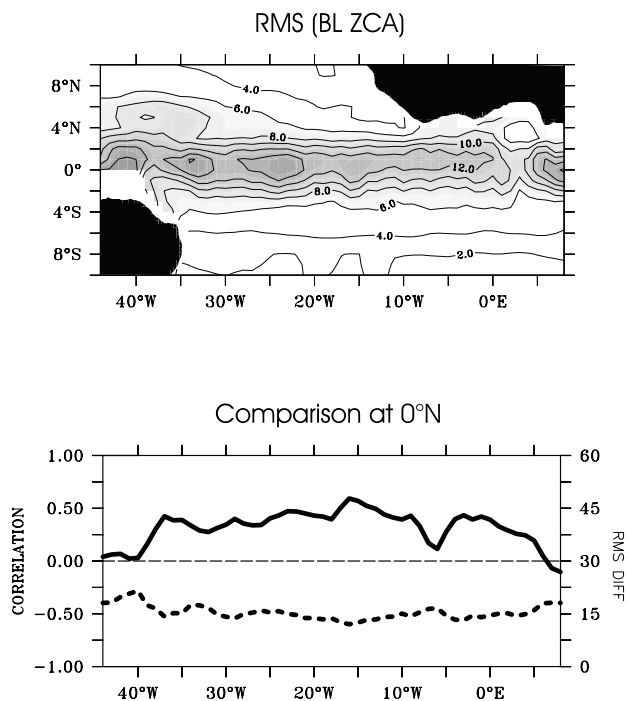 RMS (BL ZCA)
8°N
4°N
0°
4°S
8°S
4.0
6.0
8.0
10.0
12.0
8.0
6.0
4.0
2.0
40°W 30°W 20°W 10°W 0°E
Comparison at 0°N
1.00 60
0.50 45
0.00 30
−0.50 15
−1.00 0
CORRELATION
RMS DIFF
40°W 30°W 20°W 10°W 0°E